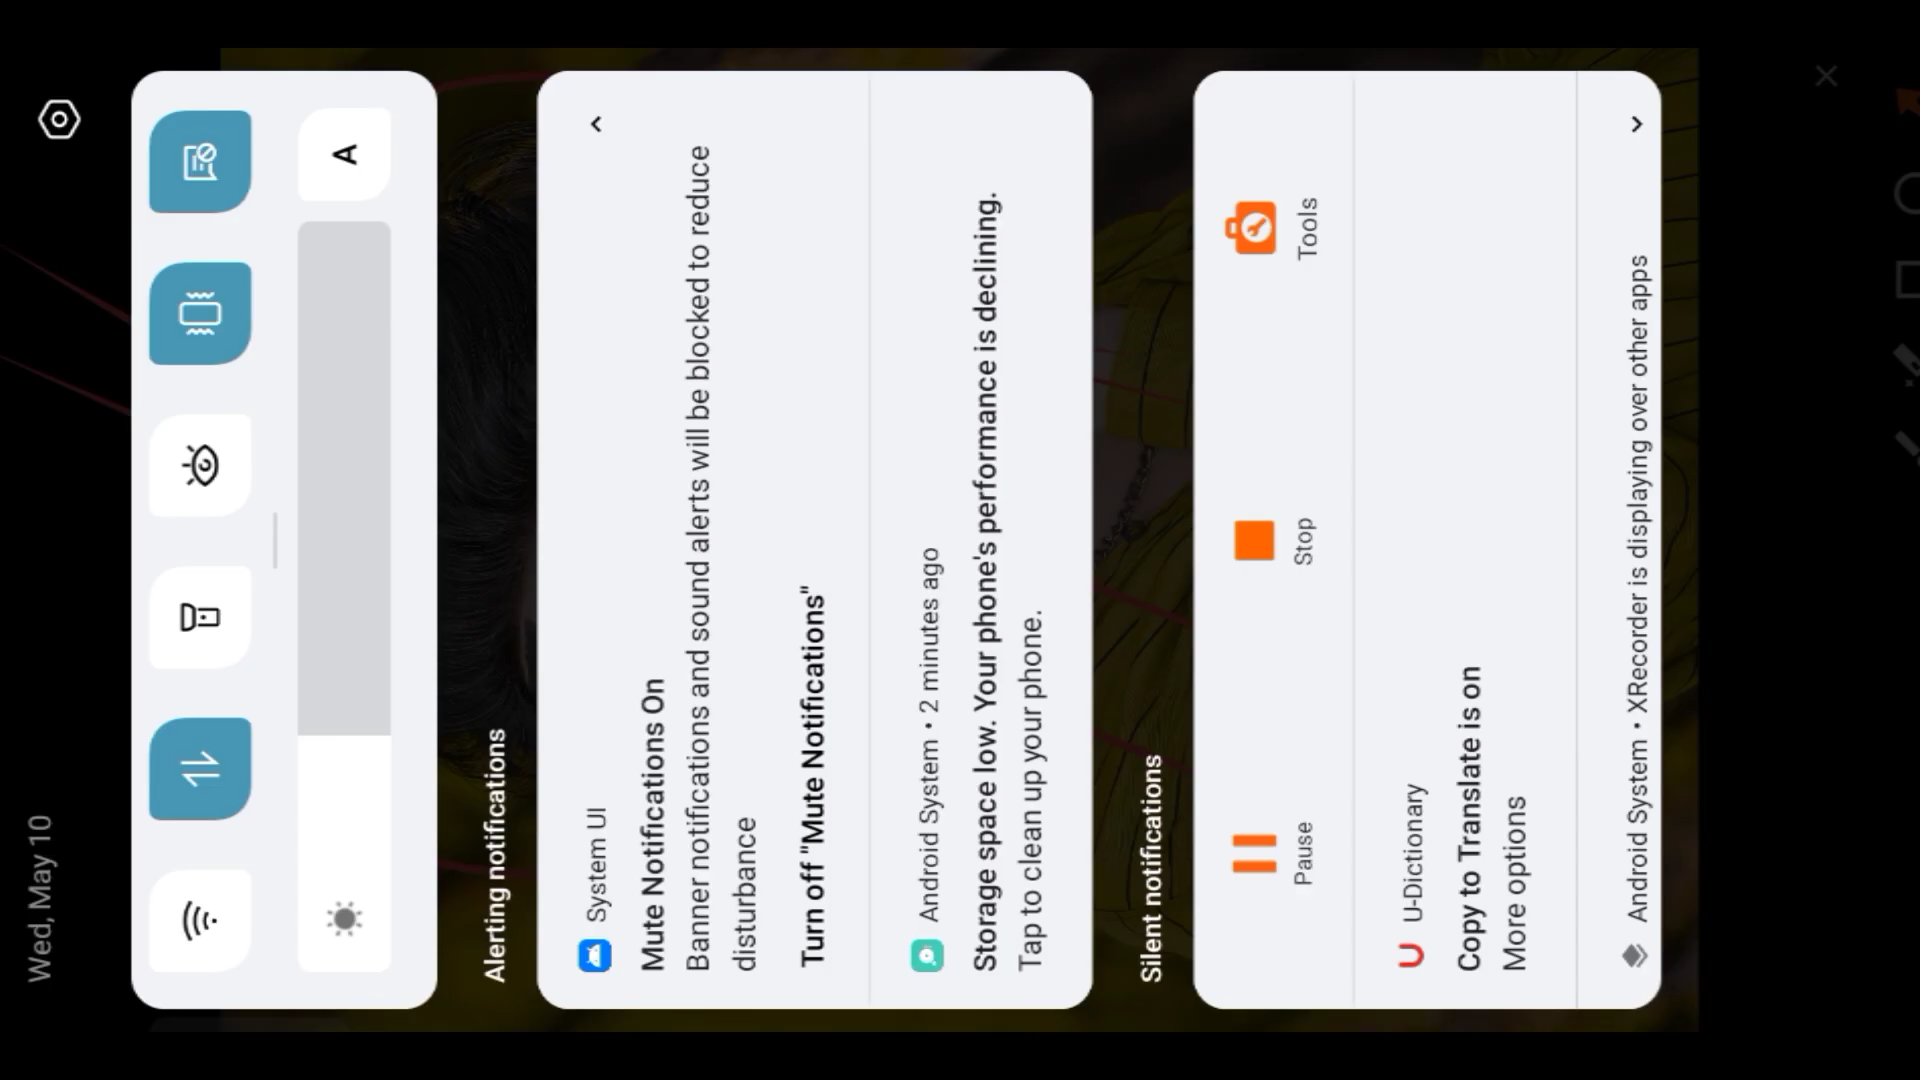 Wed, May 10
A
Alerting notifications
System UI
Mute Notifications On
Banner notifications and sound alerts will be blocked to reduce
disturbance
Turn off "Mute Notifications"
Android System • 2 minutes ago
Storage space low. Your phone's performance is declining.
Tap to clean up your phone.
Silent notifications
Pause
Stop
Tools
U-Dictionary
Copy to Translate is on
More options
Android System • XRecorder is displaying over other apps